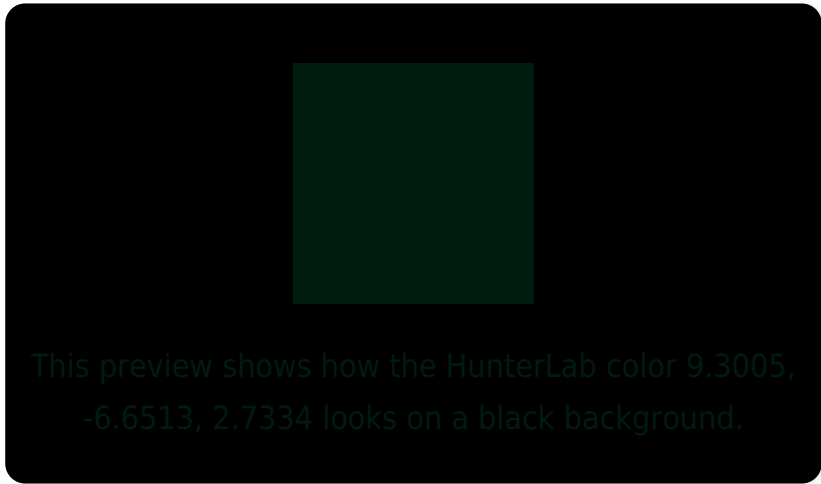 This preview shows how the HunterLab color 9.3005,
-6.6513, 2.7334 looks on a black background.